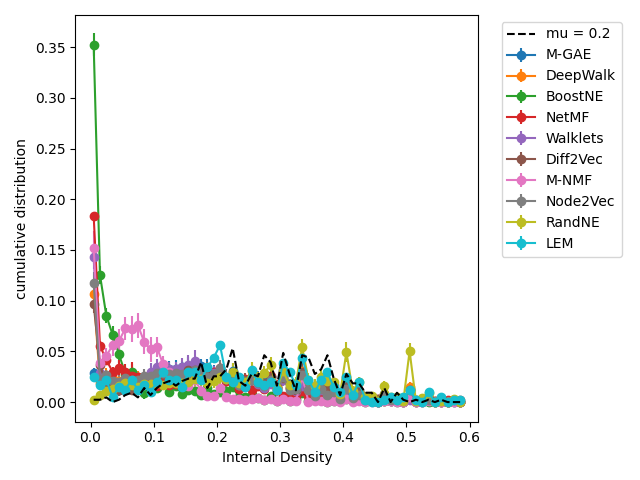 mu = 0.2
M-GAE
DeepWalk
BoostNE
NetMF
Walklets
Diff2Vec
M-NMF
Node2Vec
RandNE
LEM
cumulative distribution
0.35
0.30
0.25
0.20
0.15
0.10
0.05
0.00
0.0 0.1 0.2 0.3 0.4 0.5 0.6
Internal Density